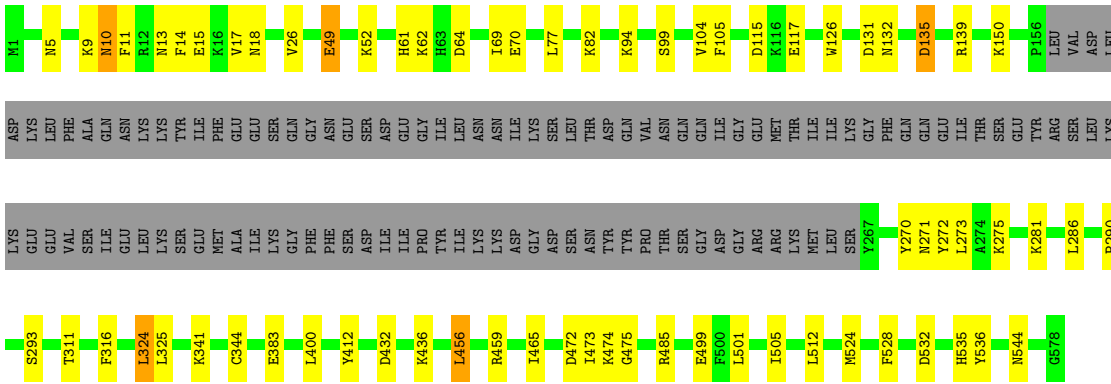 M1 N5 K9 N10 F11 R12 N13 F14 E15 K16 V17 N18 V26 E49 K52 H61 K62 H63 D64 I69 E70 L77 K82 K94 S99 V104 F105 D115 K116 E117 W126 D131 N132 D135 R139 K150 P156 LEU VAL ASP LEU
ASP LYS LEU PHE ALA GLN ASN LYS LYS TYR ILE PHE GLU GLU SER GLN GLY ASN GLU SER ASP GLU GLY ILE LEU ASN ASN ILE LYS SER LEU THR ASP GLN VAL ASN GLN GLN ILE GLY GLU MET THR ILE ILE LYS GLY PHE GLN GLN GLU ILE THR SER GLU TYR ARG SER LEU LYS
LYS GLU GLU VAL SER ILE GLU LEU LYS SER GLU MET ALA ILE LYS GLY PHE PHE SER ASP ILE ILE PRO TYR ILE LYS LYS ASP GLY ASP SER ASN TYR TYR PRO THR SER GLY ASP GLY ARG ARG LYS MET LEU SER Y267 Y270 N271 Y272 L273 A274 K275 K281 L286
S293 T311 F316 L324 L325 K341 C344 E383 L400 Y412 D432 K436 L456 R459 I465 D472 I473 K474 G475 R485 E499 F500 L501 I505 L512 M524 F528 D532 H535 Y536 N544 G578